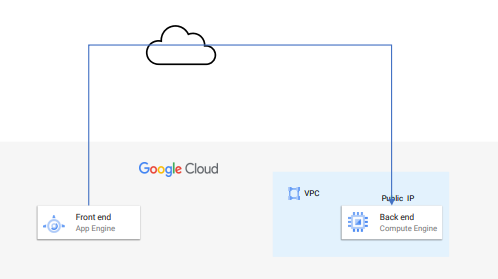 Google Cloud
VPC
Public IP
Front end
App Engine
Back end
Compute Engine